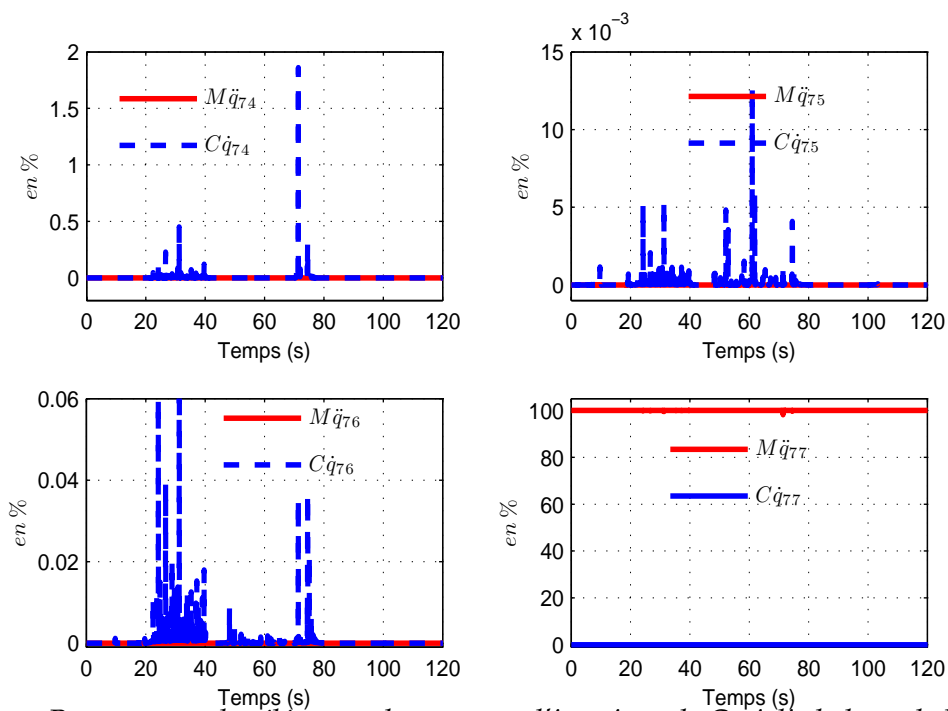 2
1.5
1
0.5
0
en %
Mq̈74
Cq̇74
0 20 40 60 80 100 120
Temps (s)
x 10-3
15
10
5
0
en %
Mq̈75
Cq̇75
0 20 40 60 80 100 120
Temps (s)
0.06
0.04
0.02
0
en %
Mq̈76
Cq̇76
0 20 40 60 80 100 120
Temps (s)
100
80
60
40
20
0
en %
Mq̈77
Cq̇77
0 20 40 60 80 100 120
Temps (s)